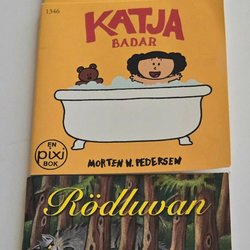 1346
KATJA
BADAR
EN
pixi
BOK
MORTEN N. PEDERSEN
Rödluvan